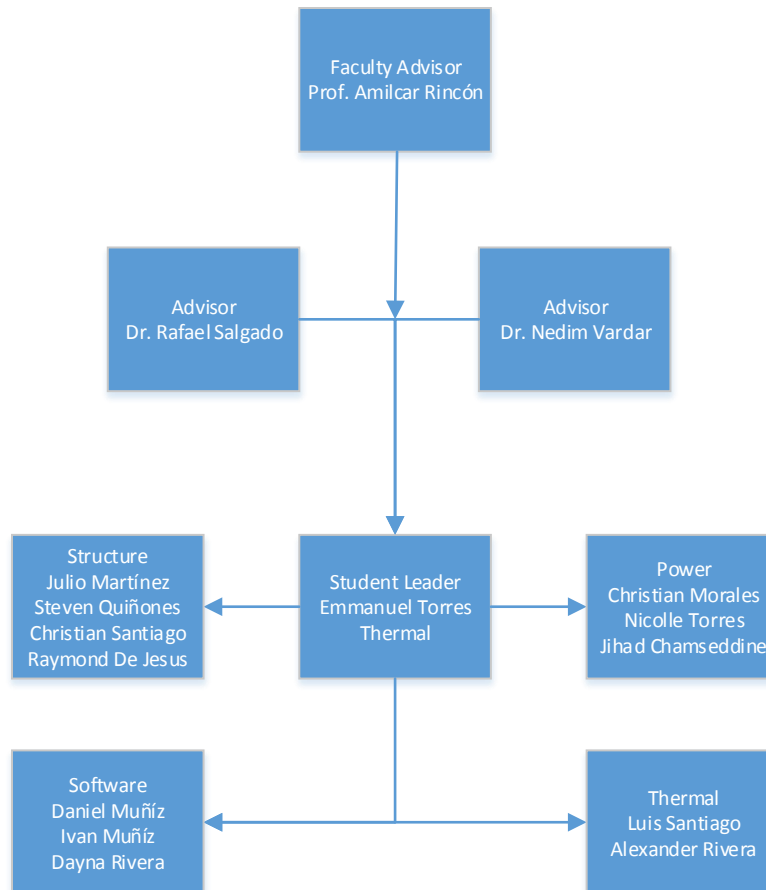 Faculty Advisor
Prof. Amilcar Rincón
Advisor
Dr. Rafael Salgado
Advisor
Dr. Nedim Vardar
Structure
Julio Martínez
Steven Quiñones
Christian Santiago
Raymond De Jesus
Student Leader
Emmanuel Torres
Thermal
Power
Christian Morales
Nicolle Torres
Jihad Chamseddine
Software
Daniel Muñíz
Ivan Muñíz
Dayna Rivera
Thermal
Luis Santiago
Alexander Rivera